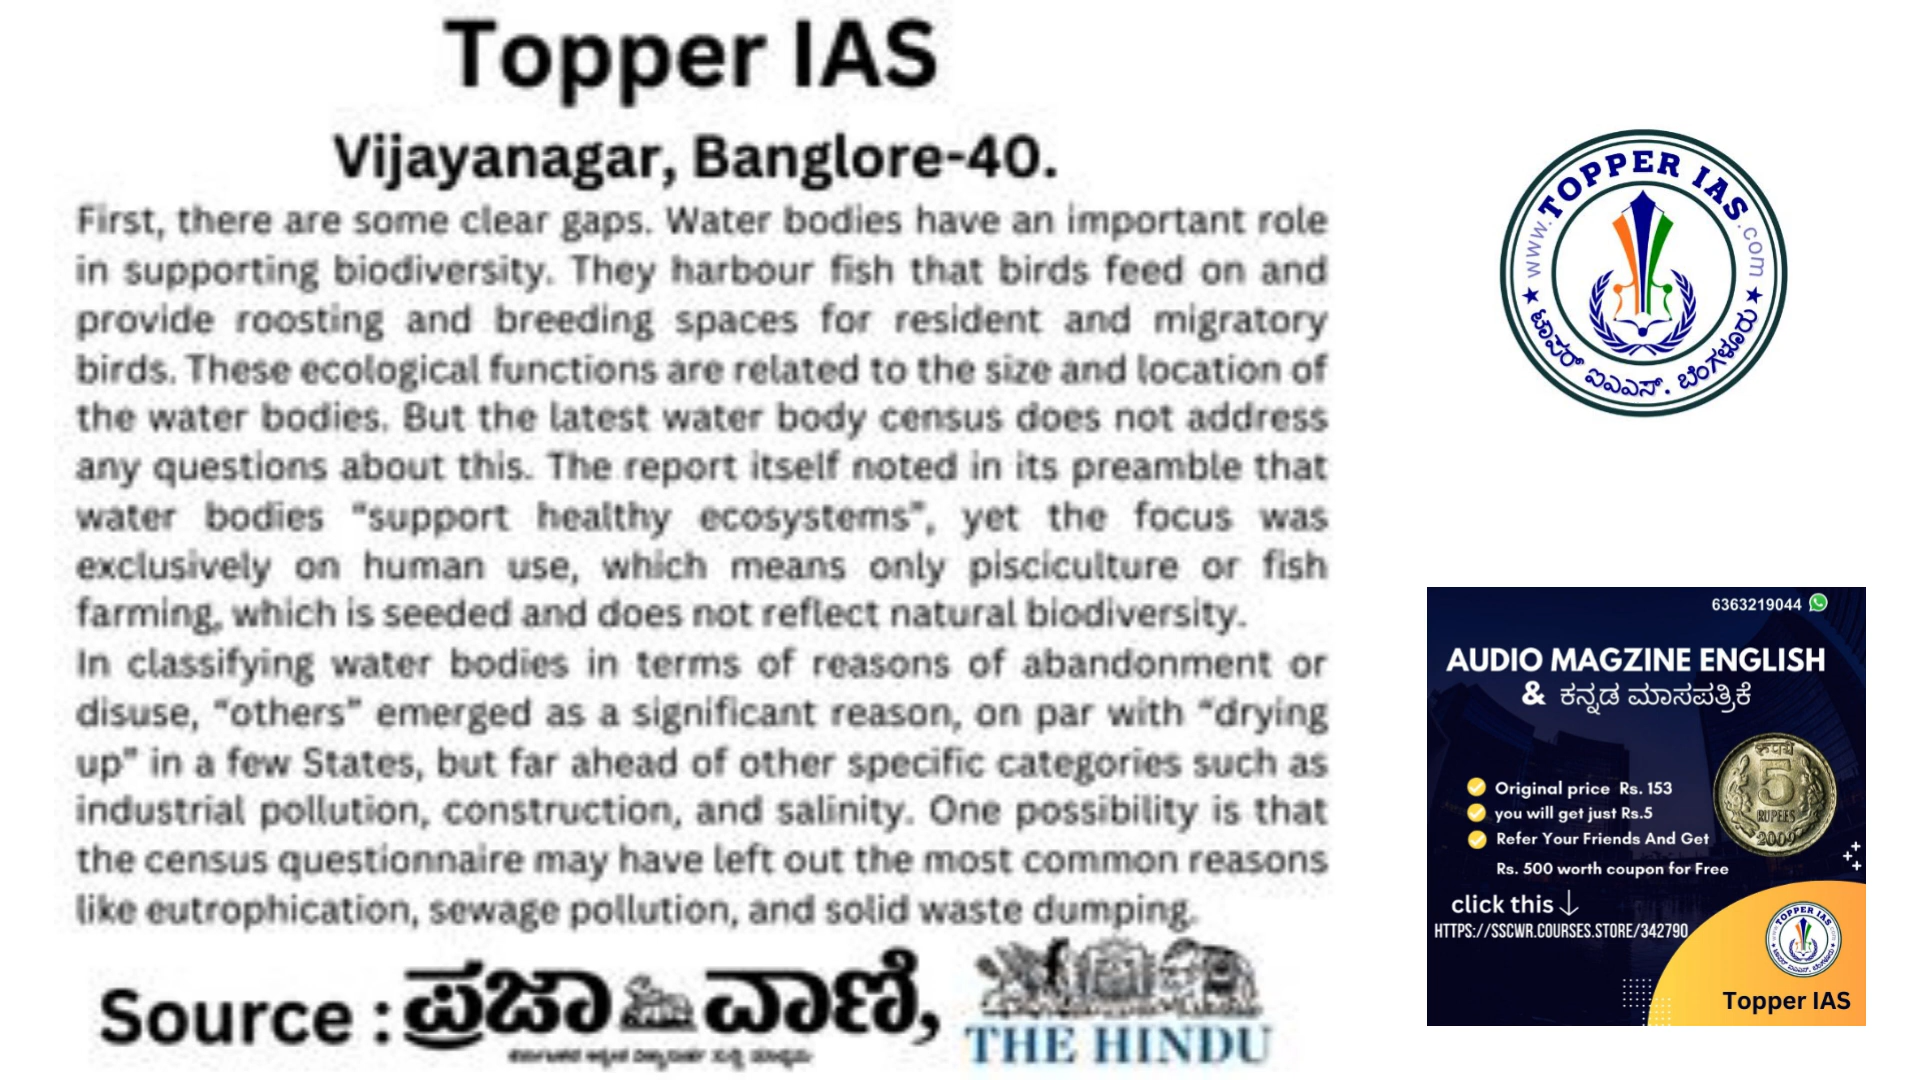 Topper IAS
Vijayanagar, Banglore-40.
First, there are some clear gaps. Water bodies have an important role
in supporting biodiversity. They harbour fish that birds feed on and
provide roosting and breeding spaces for resident and migratory
birds. These ecological functions are related to the size and location of
the water bodies. But the latest water body census does not address
any questions about this. The report itself noted in its preamble that
water bodies “support healthy ecosystems”, yet the focus was
exclusively on human use, which means only pisciculture or fish
farming, which is seeded and does not reflect natural biodiversity.
In classifying water bodies in terms of reasons of abandonment or
disuse, “others” emerged as a significant reason, on par with “drying
up” in a few States, but far ahead of other specific categories such as
industrial pollution, construction, and salinity. One possibility is that
the census questionnaire may have left out the most common reasons
like eutrophication, sewage pollution, and solid waste dumping.
Source : ಪ್ರಜಾವಾಣಿ, THE HINDU
www.TOPPER IAS.com
★ ಟಾಪರ್ ಐಎಎಸ್. ಬೆಂಗಳೂರು ★
6363219044
AUDIO MAGZINE ENGLISH
& ಕನ್ನಡ ಮಾಸಪತ್ರಿಕೆ
Original price Rs. 153
you will get just Rs.5
Refer Your Friends And Get
Rs. 500 worth coupon for Free
रुपये
5
RUPEES
2009
click this ↓
HTTPS://SSCWR.COURSES.STORE/342790
TOPPER IAS
Topper IAS